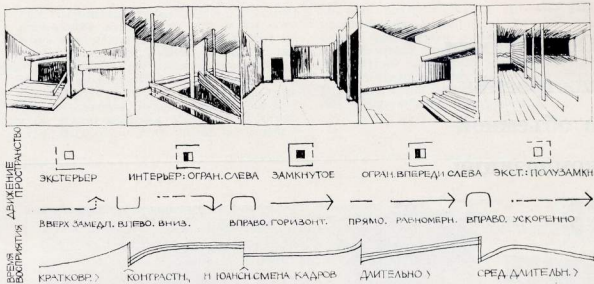 ПРОСТРАНСТВО
ЭКСТЕРЬЕР ИНТЕРЬЕР: ОГРАН. СЛЕВА ЗАМКНУТОЕ ОГРАН. ВПЕРЕДИ СЛЕВА ЭКСТ: ПОЛУЗАМКН
ДВИЖЕНИЕ
ВВЕРХ ЗАМЕДЛ. ВЛЕВО. ВНИЗ. ВПРАВО, ГОРИЗОНТ. ПРЯМО. РАВНОМЕРН. ВПРАВО. УСКОРЕННО
ВРЕМЯ
ВОСПРИЯТИЯ
КРАТКОВР.> КОНТРАСТН, Н ЮАНСН. СМЕНА КАДРОВ ДЛИТЕЛЬНО > СРЕД. ДЛИТЕЛЬН. >